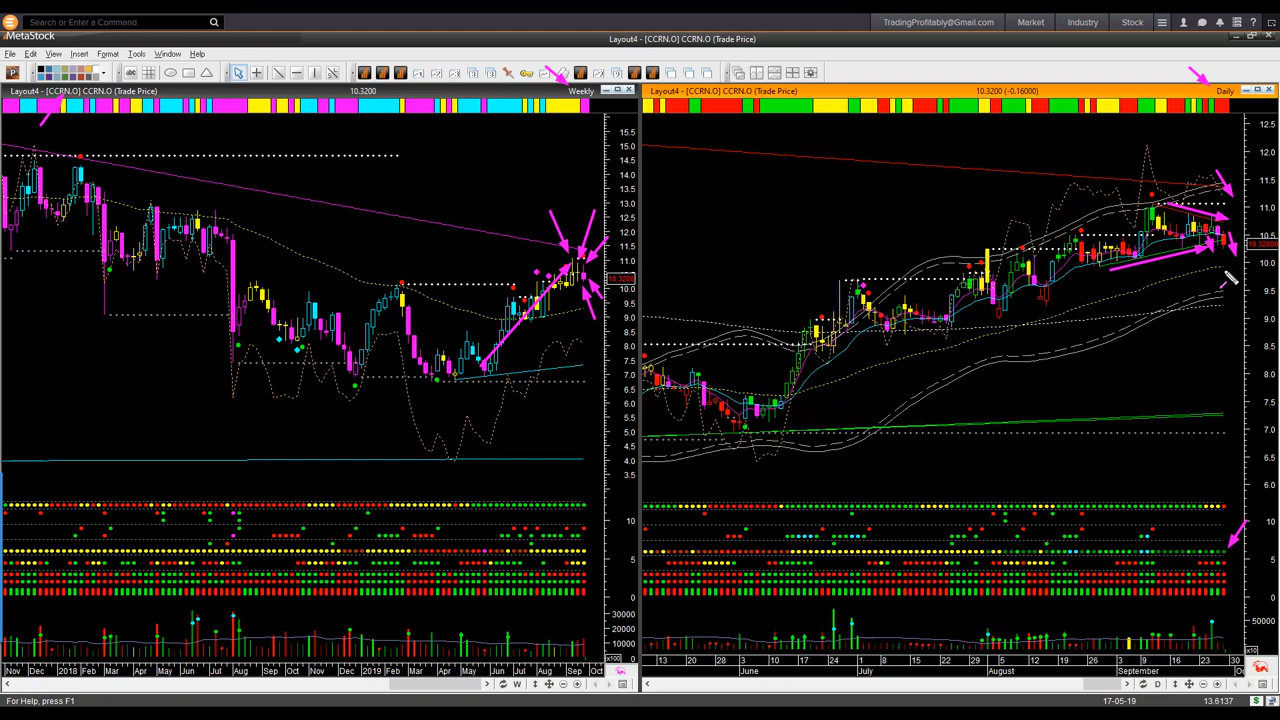 Search or Enter a Command
TradingProfitably@Gmail.com
Market
Industry
Stock
MetaStock
Layout4 - [CCRN.O] CCRN.O (Trade Price)
File Edit View Insert Format Tools Window Help
abc
Layout4 - [CCRN.O] CCRN.O (Trade Price) 10.3200 Weekly
15.5
14.5
13.5
12.5
11.5
11.0
10.3200
10.0
9.0
8.5
8.0
7.5
7.0
6.5
6.0
5.5
5.0
4.5
4.0
3.5
10
5
0
30000
20000
10000
x100
Nov 2018 Feb Mar Apr May Jun Jul Aug Sep Oct Nov Dec 2019 Feb Mar Apr May Jun Jul Aug Sep Oct
W
Layout4 - [CCRN.O] CCRN.O (Trade Price) 10.3200 (-0.16000) Daily
12.5
12.0
11.5
11.0
10.5
10.3200
10.0
9.5
9.0
8.5
8.0
7.5
7.0
6.5
6.0
10
5
0
50000
x10
13 20 28 3 10 17 24 1 8 15 22 29 5 12 19 26 3 9 16 23 30
June July August September
D
For Help, press F1
17-05-19 13.6137